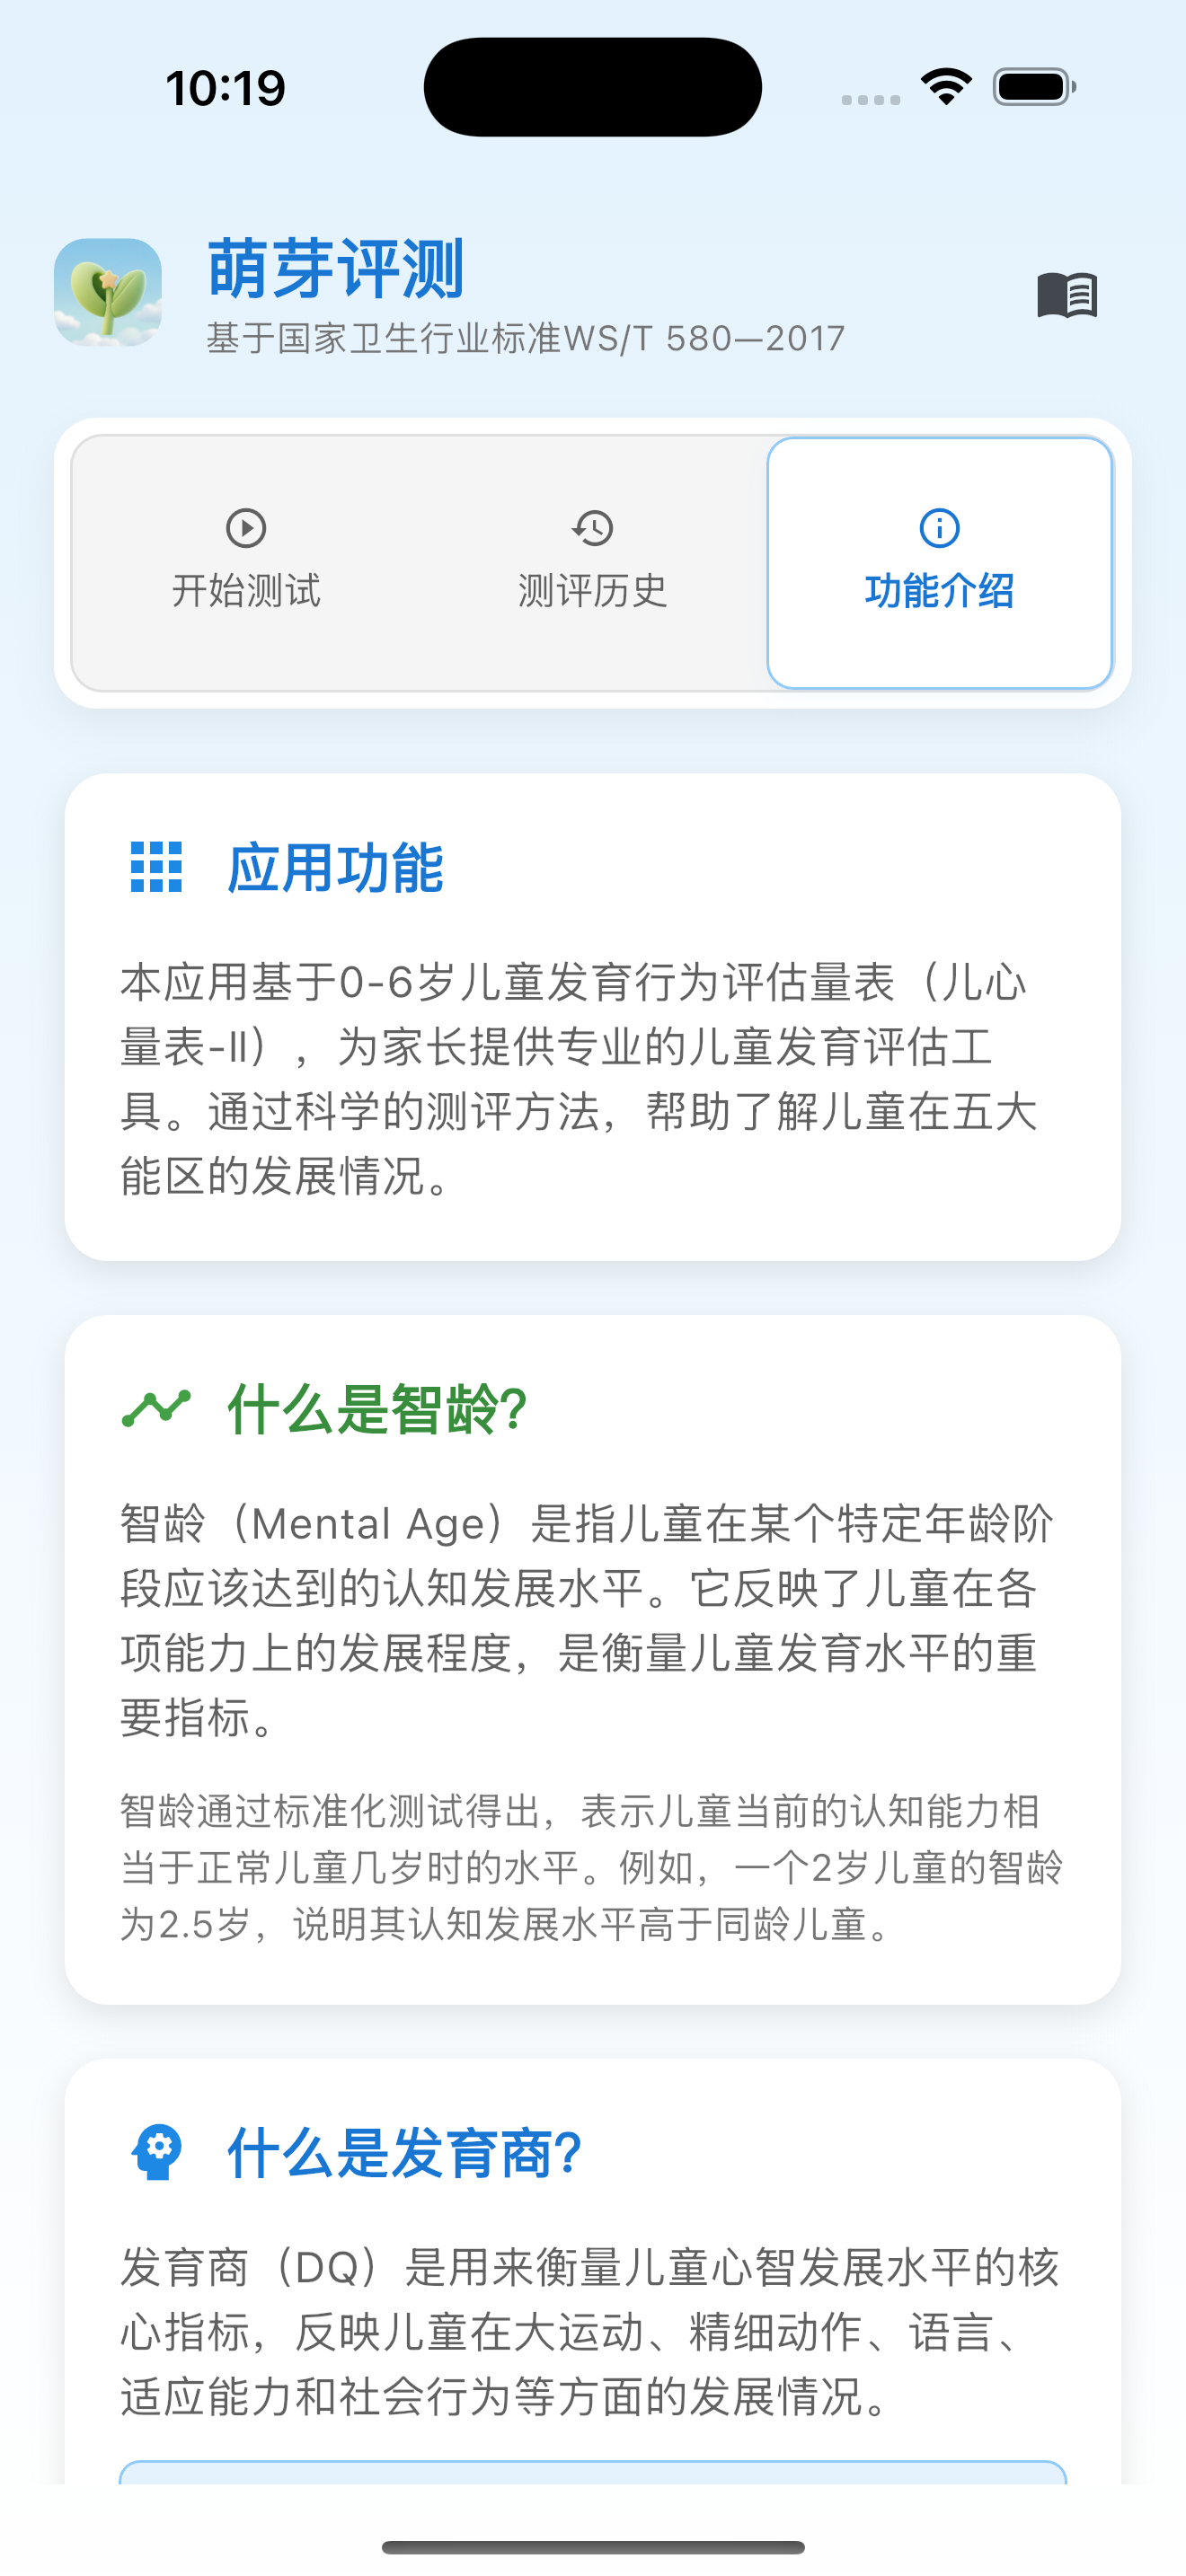 10:19
萌芽评测
基于国家卫生行业标准WS/T 580—2017
开始测试
测评历史
功能介绍
应用功能
本应用基于0-6岁儿童发育行为评估量表（儿心
量表-II），为家长提供专业的儿童发育评估工
具。通过科学的测评方法，帮助了解儿童在五大
能区的发展情况。
什么是智龄?
智龄（Mental Age）是指儿童在某个特定年龄阶
段应该达到的认知发展水平。它反映了儿童在各
项能力上的发展程度，是衡量儿童发育水平的重
要指标。
智龄通过标准化测试得出，表示儿童当前的认知能力相
当于正常儿童几岁时的水平。例如，一个2岁儿童的智龄
为2.5岁，说明其认知发展水平高于同龄儿童。
什么是发育商?
发育商（DQ）是用来衡量儿童心智发展水平的核
心指标，反映儿童在大运动、精细动作、语言、
适应能力和社会行为等方面的发展情况。